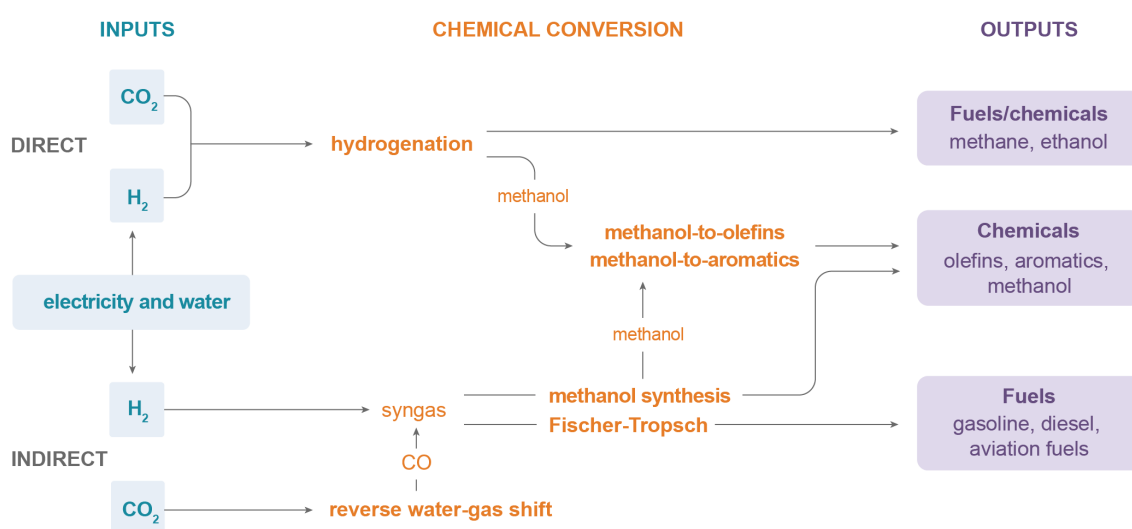 INPUTS
CHEMICAL CONVERSION
OUTPUTS
CO₂
DIRECT
hydrogenation
Fuels/chemicals
methane, ethanol
H₂
methanol
methanol-to-olefins
methanol-to-aromatics
Chemicals
olefins, aromatics,
methanol
electricity and water
methanol
H₂
syngas
methanol synthesis
Fischer-Tropsch
Fuels
gasoline, diesel,
aviation fuels
INDIRECT
CO
CO₂
reverse water-gas shift